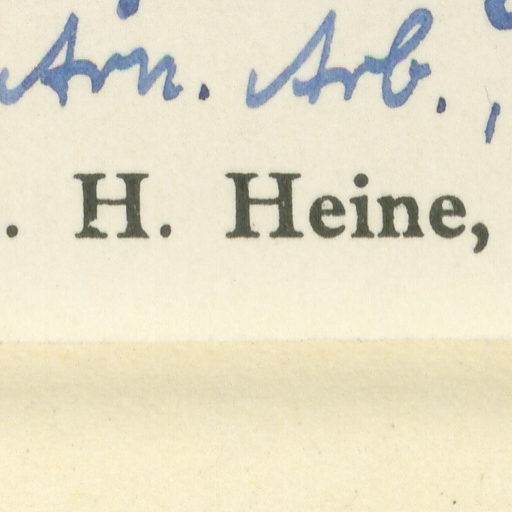 Arn. Arb.,
. H. Heine,